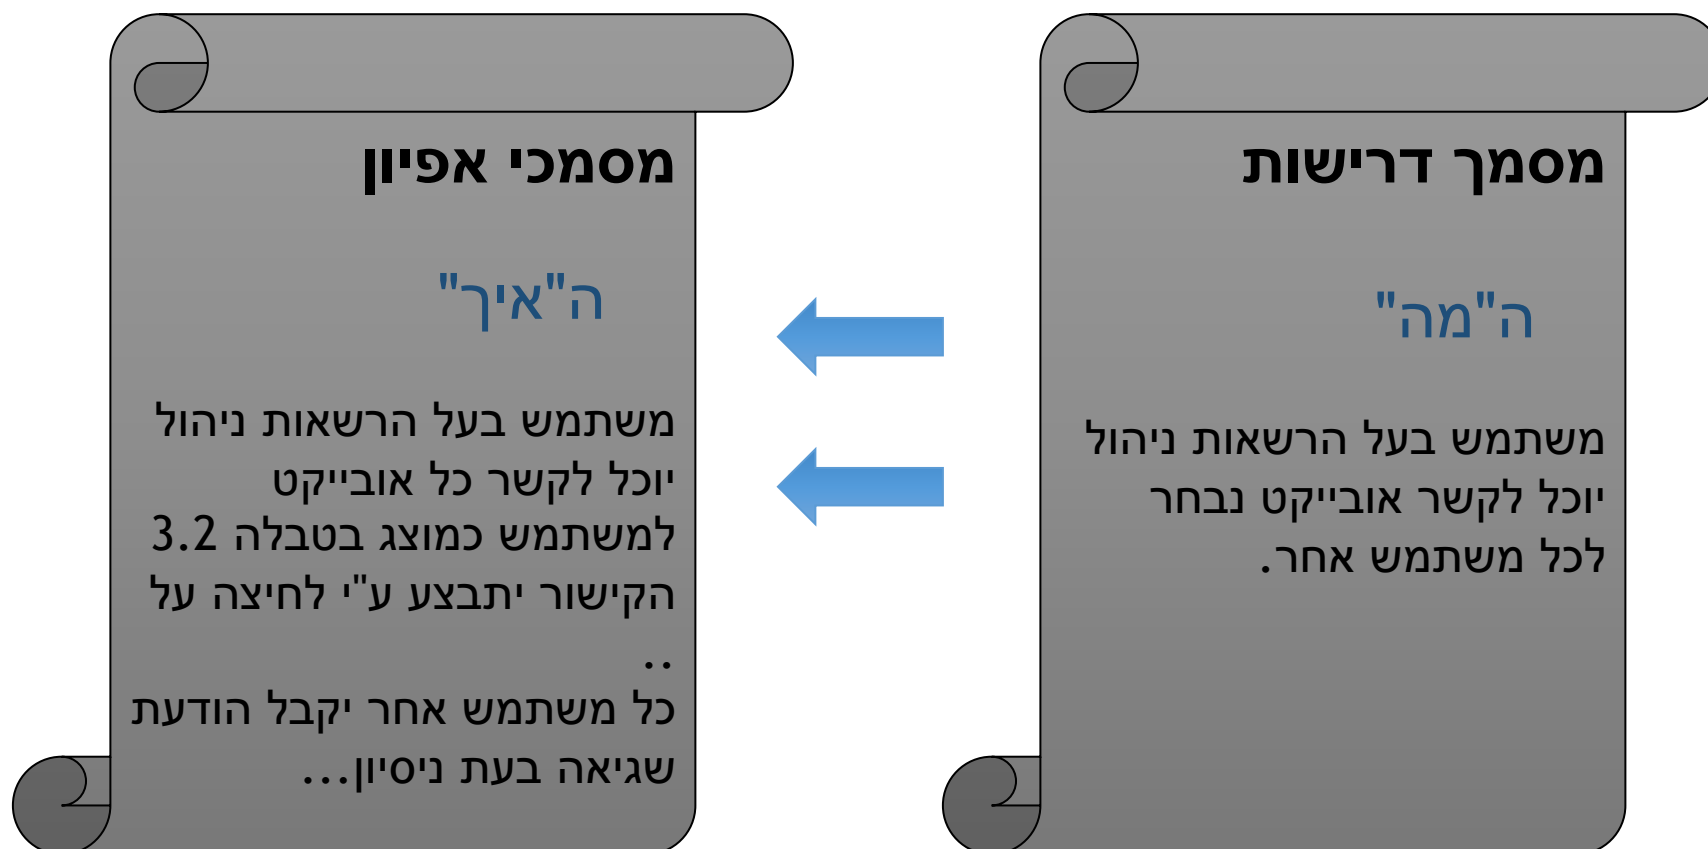 מסמך דרישות
ה"מה"
משתמש בעל הרשאות ניהול
יוכל לקשר אובייקט נבחר
לכל משתמש אחר.
מסמכי אפיון
ה"איך"
משתמש בעל הרשאות ניהול
יוכל לקשר כל אובייקט
למשתמש כמוצג בטבלה 3.2
הקישור יתבצע ע"י לחיצה על
..
כל משתמש אחר יקבל הודעת
שגיאה בעת ניסיון...